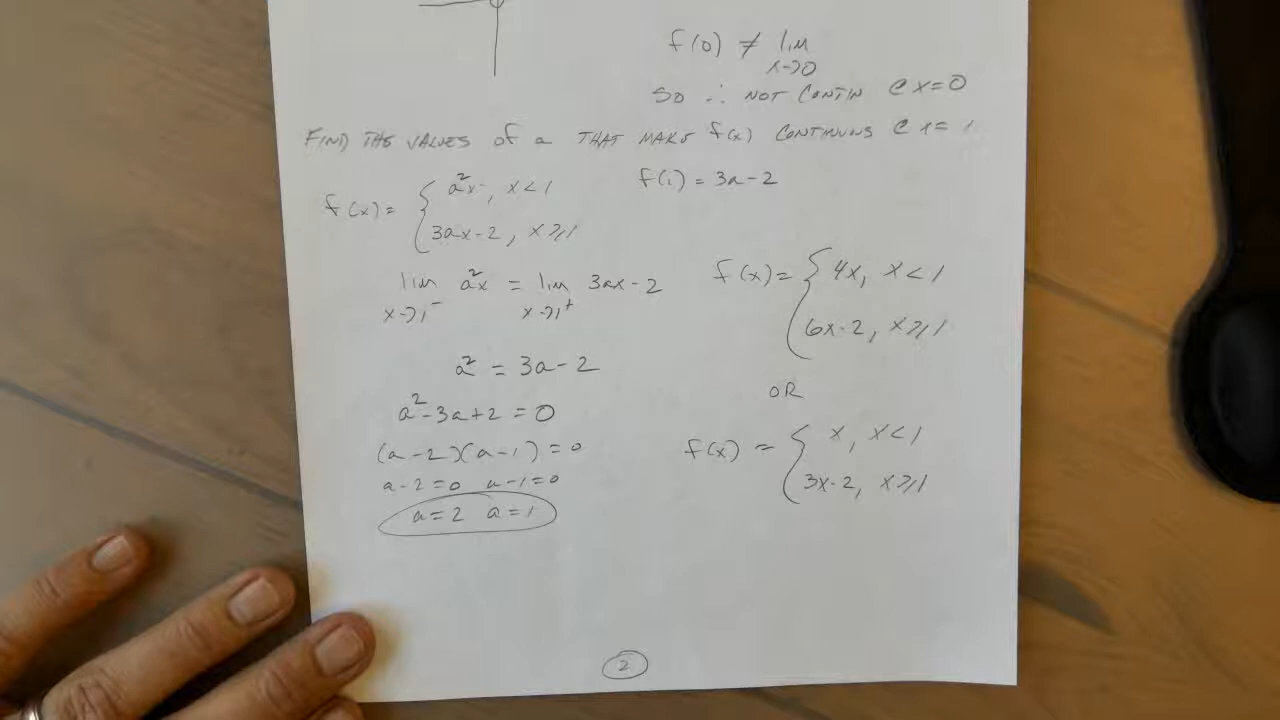 f(0) ≠ lim
x→0
SO ∴ NOT CONTIN @ x=0
FIND THE VALUES of a THAT MAKE f(x) CONTINUOUS @ x= 1
f(x)= { a²x, x<1
3ax-2, x≥1
f(1) = 3a-2
lim a²x = lim 3ax-2
x→1⁻ x→1⁺
a² = 3a-2
a²-3a+2=0
(a-2)(a-1)=0
a-2=0 a-1=0
a=2 a=1
f(x)= { 4x, x<1
6x-2, x≥1
OR
f(x) = { x, x<1
3x-2, x≥1
2